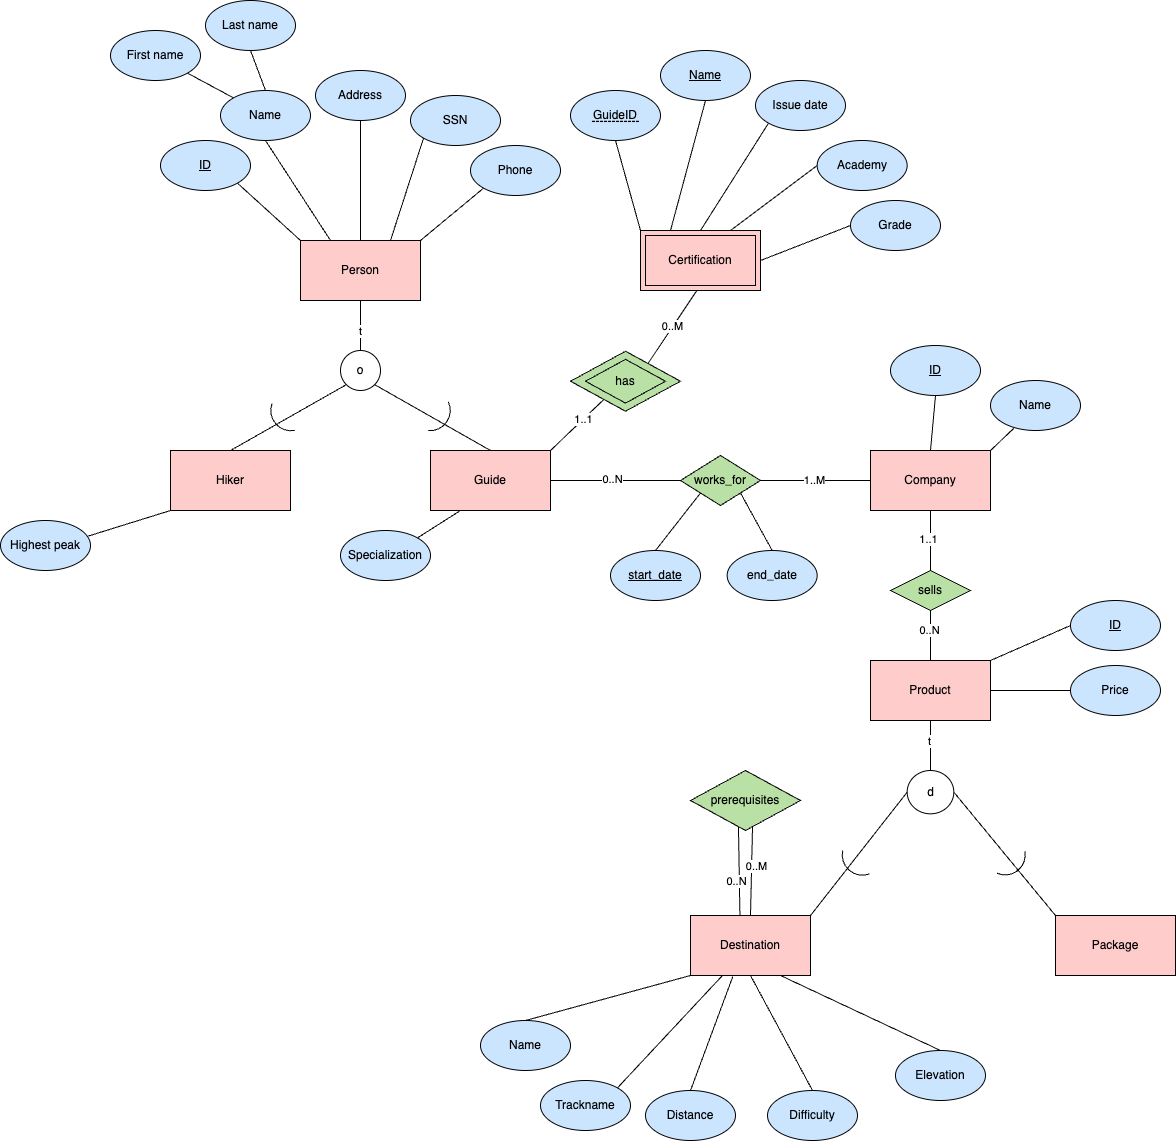 Last name
First name
Name
Address
SSN
ID
Phone
Person
t
o
Hiker
Guide
Highest peak
Specialization
Name
GuideID
Issue date
Academy
Grade
Certification
0..M
has
1..1
0..N
works_for
1..M
start_date
end_date
ID
Name
Company
1..1
sells
0..N
Product
ID
Price
t
d
prerequisites
0..M
0..N
Destination
Package
Name
Trackname
Distance
Difficulty
Elevation